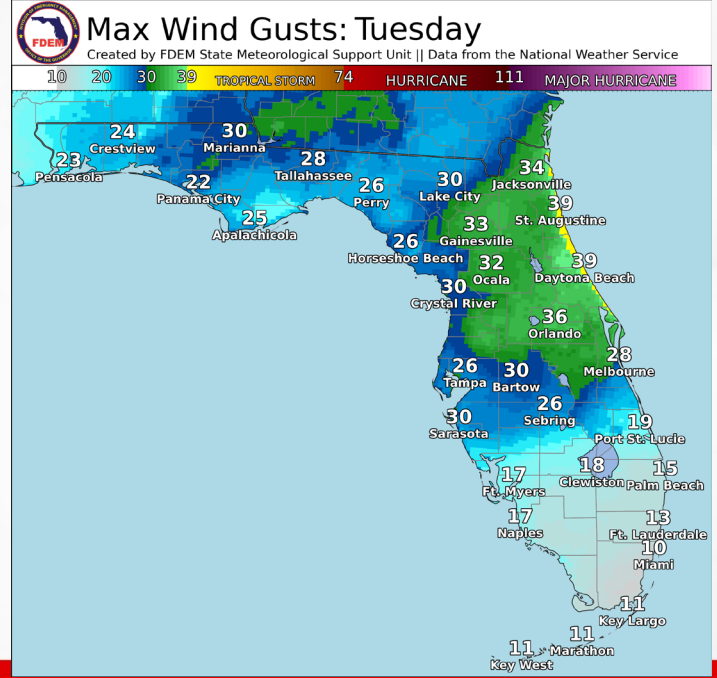 Max Wind Gusts: Tuesday
Created by FDEM State Meteorological Support Unit || Data from the National Weather Service
FDEM
10 20 30 39 TROPICAL STORM 74 HURRICANE 111 MAJOR HURRICANE
24
Crestview
30
Marianna
23
Pensacola
28
Tallahassee
34
Jacksonville
22
Panama City
26
Perry
30
Lake City
39
St. Augustine
25
Apalachicola
33
Gainesville
26
Horseshoe Beach
32
Ocala
39
Daytona Beach
30
Crystal River
36
Orlando
28
Melbourne
26
Tampa
30
Bartow
26
Sebring
30
Sarasota
19
Port St. Lucie
17
Ft. Myers
18
Clewiston
15
Palm Beach
17
Naples
13
Ft. Lauderdale
10
Miami
11
Key Largo
11
Marathon
11
Key West